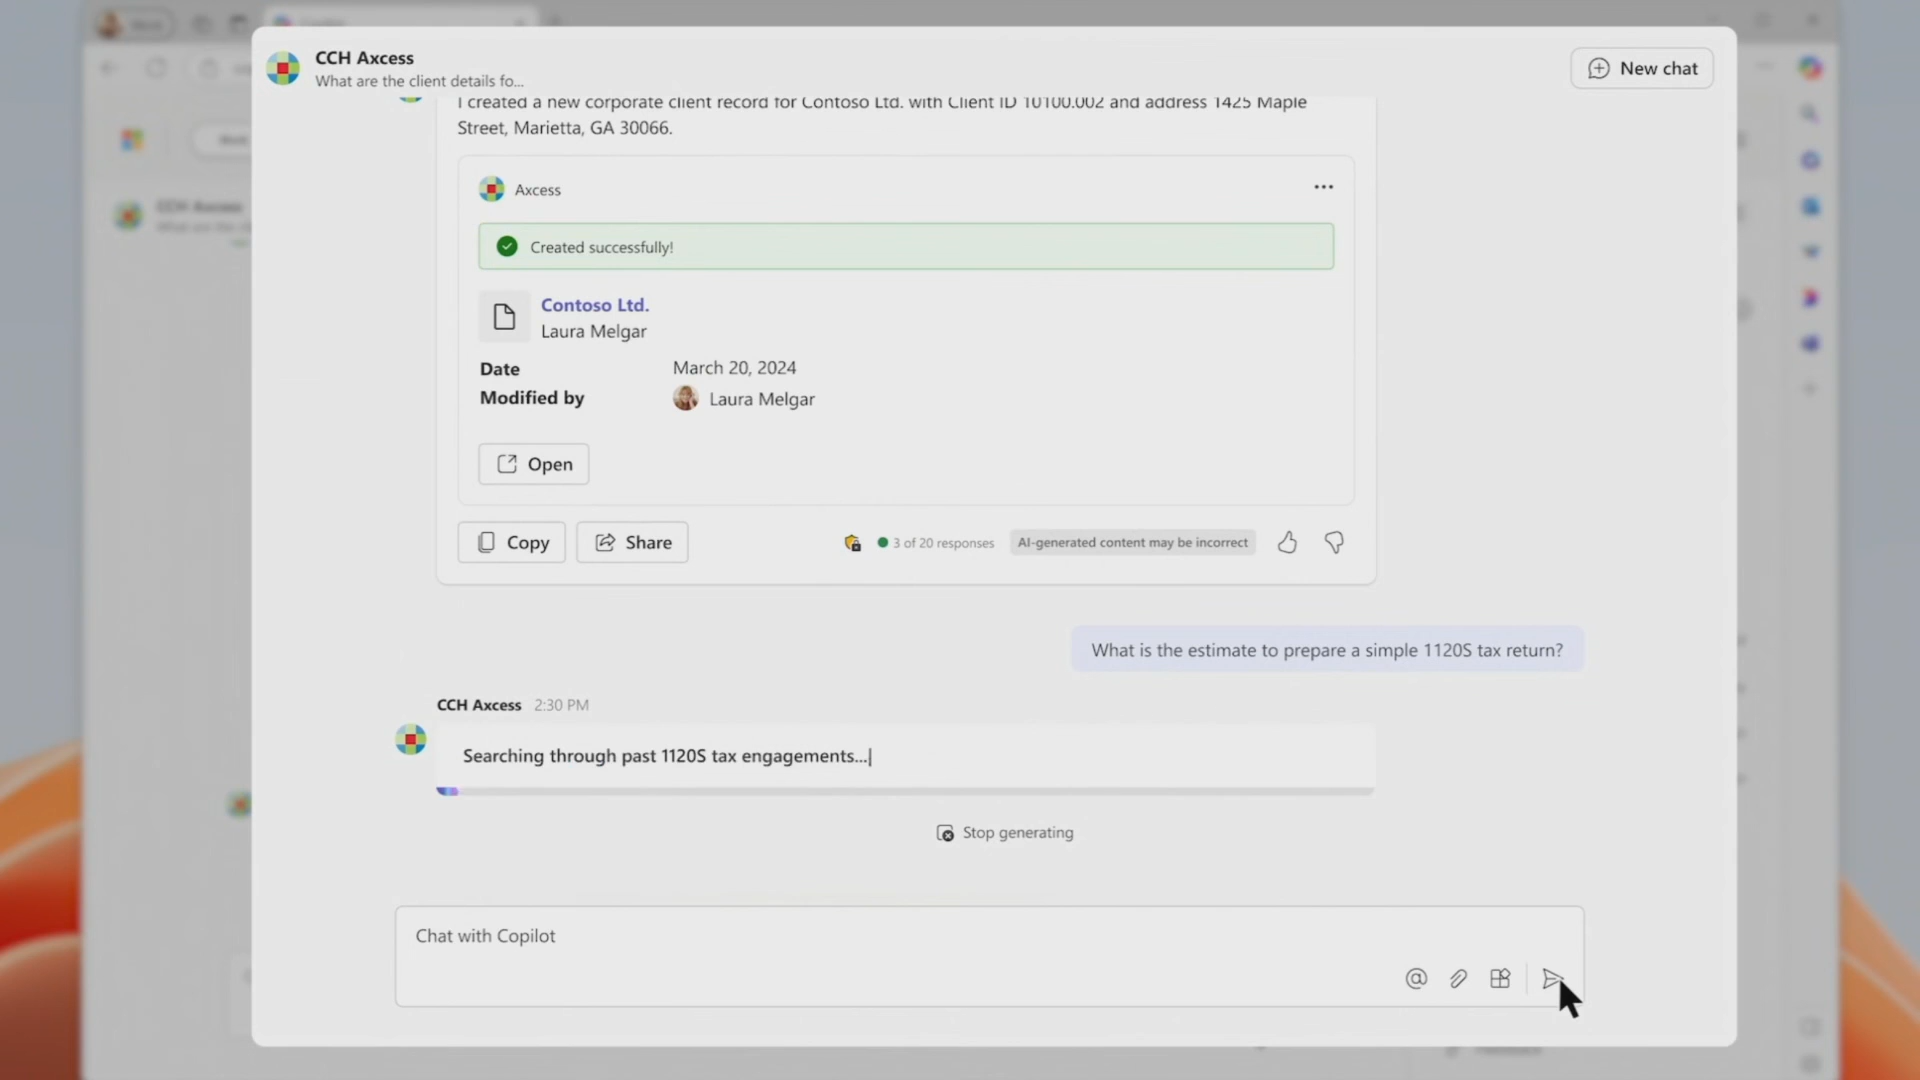 CCH Axcess
What are the client details fo...
New chat
I created a new corporate client record for Contoso Ltd. with Client ID 10100.002 and address 1425 Maple
Street, Marietta, GA 30066.
Axcess
Created successfully!
Contoso Ltd.
Laura Melgar
Date March 20, 2024
Modified by Laura Melgar
Open
Copy
Share
3 of 20 responses
AI-generated content may be incorrect
What is the estimate to prepare a simple 1120S tax return?
CCH Axcess 2:30 PM
Searching through past 1120S tax engagements...
Stop generating
Chat with Copilot
CCH Axcess